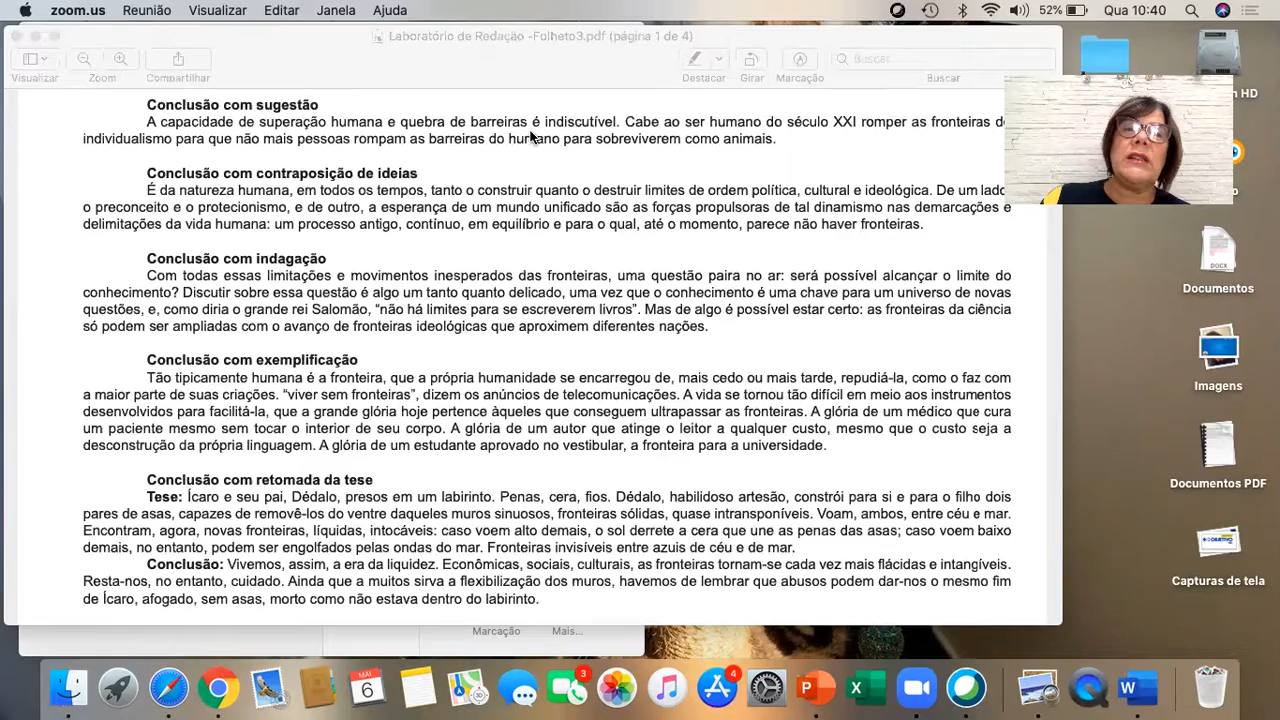 zoom.us Reunião Visualizar Editar Janela Ajuda 52% Qua 10:40
Laboratório de Redação -Folheto3.pdf (página 1 de 4)
Visualizar Zoom Compartilhar Destacar Girar Marcação Buscar
Buscar
Conclusão com sugestão
A capacidade de superação humana e quebra de barreiras é indiscutível. Cabe ao ser humano do século XXI romper as fronteiras
individualismo para que não mais pessoas rompam as barreiras do humano para sobreviverem como animais.
Conclusão com contraposição de ideias
É da natureza humana, em todos os tempos, tanto o construir quanto o destruir limites de ordem política, cultural e ideológica. De um lado
o preconceito e o protecionismo, e de outro, a esperança de um mundo unificado são as forças propulsoras de tal dinamismo nas demarcações e
delimitações da vida humana: um processo antigo, contínuo, em equilíbrio e para o qual, até o momento, parece não haver fronteiras.
Conclusão com indagação
Com todas essas limitações e movimentos inesperados de fronteiras, uma questão paira no ar: será possível alcançar o limite do
conhecimento? Discutir sobre essa questão é algo um tanto quanto delicado, uma vez que o conhecimento é uma chave para um universo de novas
questões, e, como diria o grande rei Salomão, “não há limites para se escreverem livros”. Mas de algo é possível estar certo: as fronteiras da ciência
só podem ser ampliadas com o avanço de fronteiras ideológicas que aproximem diferentes nações.
Conclusão com exemplificação
Tão tipicamente humana é a fronteira, que a própria humanidade se encarregou de, mais cedo ou mais tarde, repudiá-la, como o faz com
a maior parte de suas criações. “viver sem fronteiras”, dizem os anúncios de telecomunicações. A vida se tornou tão difícil em meio aos instrumentos
desenvolvidos para facilitá-la, que a grande glória hoje pertence àqueles que conseguem ultrapassar as fronteiras. A glória de um médico que cura
um paciente mesmo sem tocar o interior de seu corpo. A glória de um autor que atinge o leitor a qualquer custo, mesmo que o custo seja a
desconstrução da própria linguagem. A glória de um estudante aprovado no vestibular, a fronteira para a universidade.
Conclusão com retomada da tese
Tese: Ícaro e seu pai, Dédalo, presos em um labirinto. Penas, cera, fios. Dédalo, habilidoso artesão, constrói para si e para o filho dois
pares de asas, capazes de removê-los do ventre daqueles muros sinuosos, fronteiras sólidas, quase intransponíveis. Voam, ambos, entre céu e mar.
Encontram, agora, novas fronteiras, líquidas, intocáveis: caso voem alto demais, o sol derrete a cera que une as penas das asas; caso voem baixo
demais, no entanto, podem ser engolfados pelas ondas do mar. Fronteiras invisíveis entre azuis de céu e de mar.
Conclusão: Vivemos, assim, a era da liquidez. Econômicas, sociais, culturais, as fronteiras tornam-se cada vez mais flácidas e intangíveis.
Resta-nos, no entanto, cuidado. Ainda que a muitos sirva a flexibilização dos muros, havemos de lembrar que abusos podem dar-nos o mesmo fim
de Ícaro, afogado, sem asas, morto como não estava dentro do labirinto.
Marcação Mais...
HD
DOCX
Documentos
Imagens
Documentos PDF
OBJETIVO
Capturas de tela
MAI
6
3
4